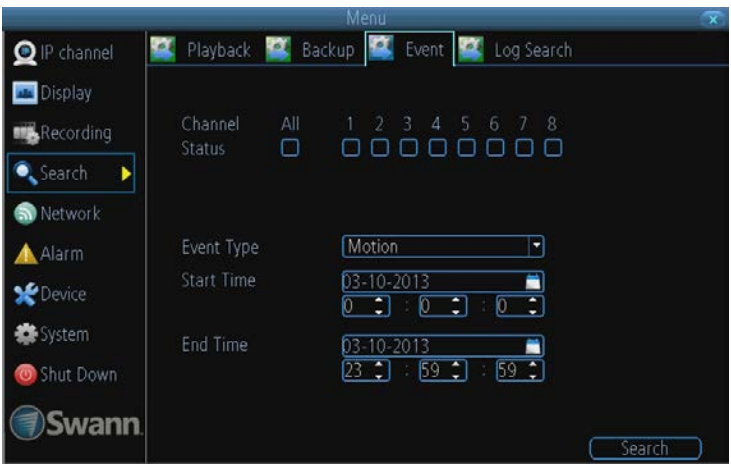 Menu
IP channel
Display
Recording
Search
Network
Alarm
Device
System
Shut Down
Swann
Playback Backup Event Log Search
Channel All 1 2 3 4 5 6 7 8
Status
Event Type Motion
Start Time 03-10-2013
0 : 0 : 0
End Time 03-10-2013
23 : 59 : 59
Search